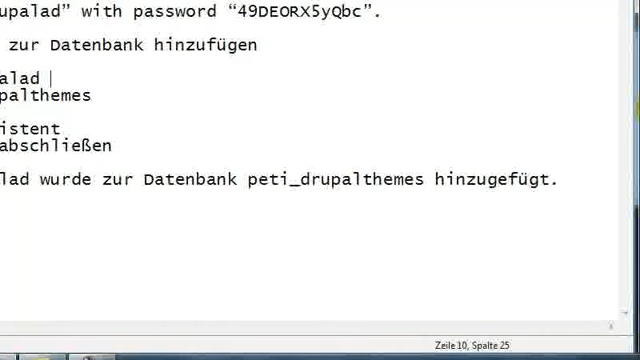 upalad” with password “49DEORX5yQbc”.
zur Datenbank hinzufügen
alad
palthemes
istent
abschließen
lad wurde zur Datenbank peti_drupalthemes hinzugefügt.
Zeile 10, Spalte 25